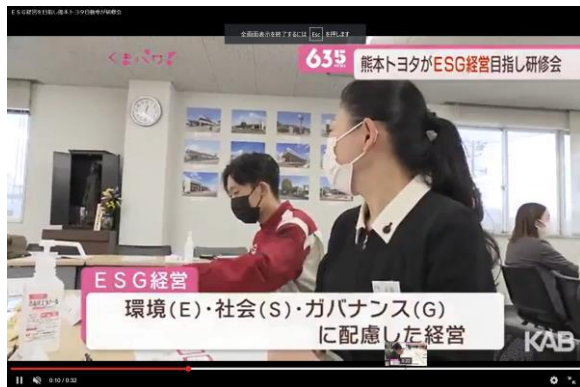 ESG経営を目指し熊本トヨタ自動車が研修会
全画面表示を終了するには Esc を押します
くまパワ!
635
熊本トヨタがESG経営目指し研修会
ESG経営
環境(E)・社会(S)・ガバナンス(G)
に配慮した経営
KAB
0:10 / 0:32